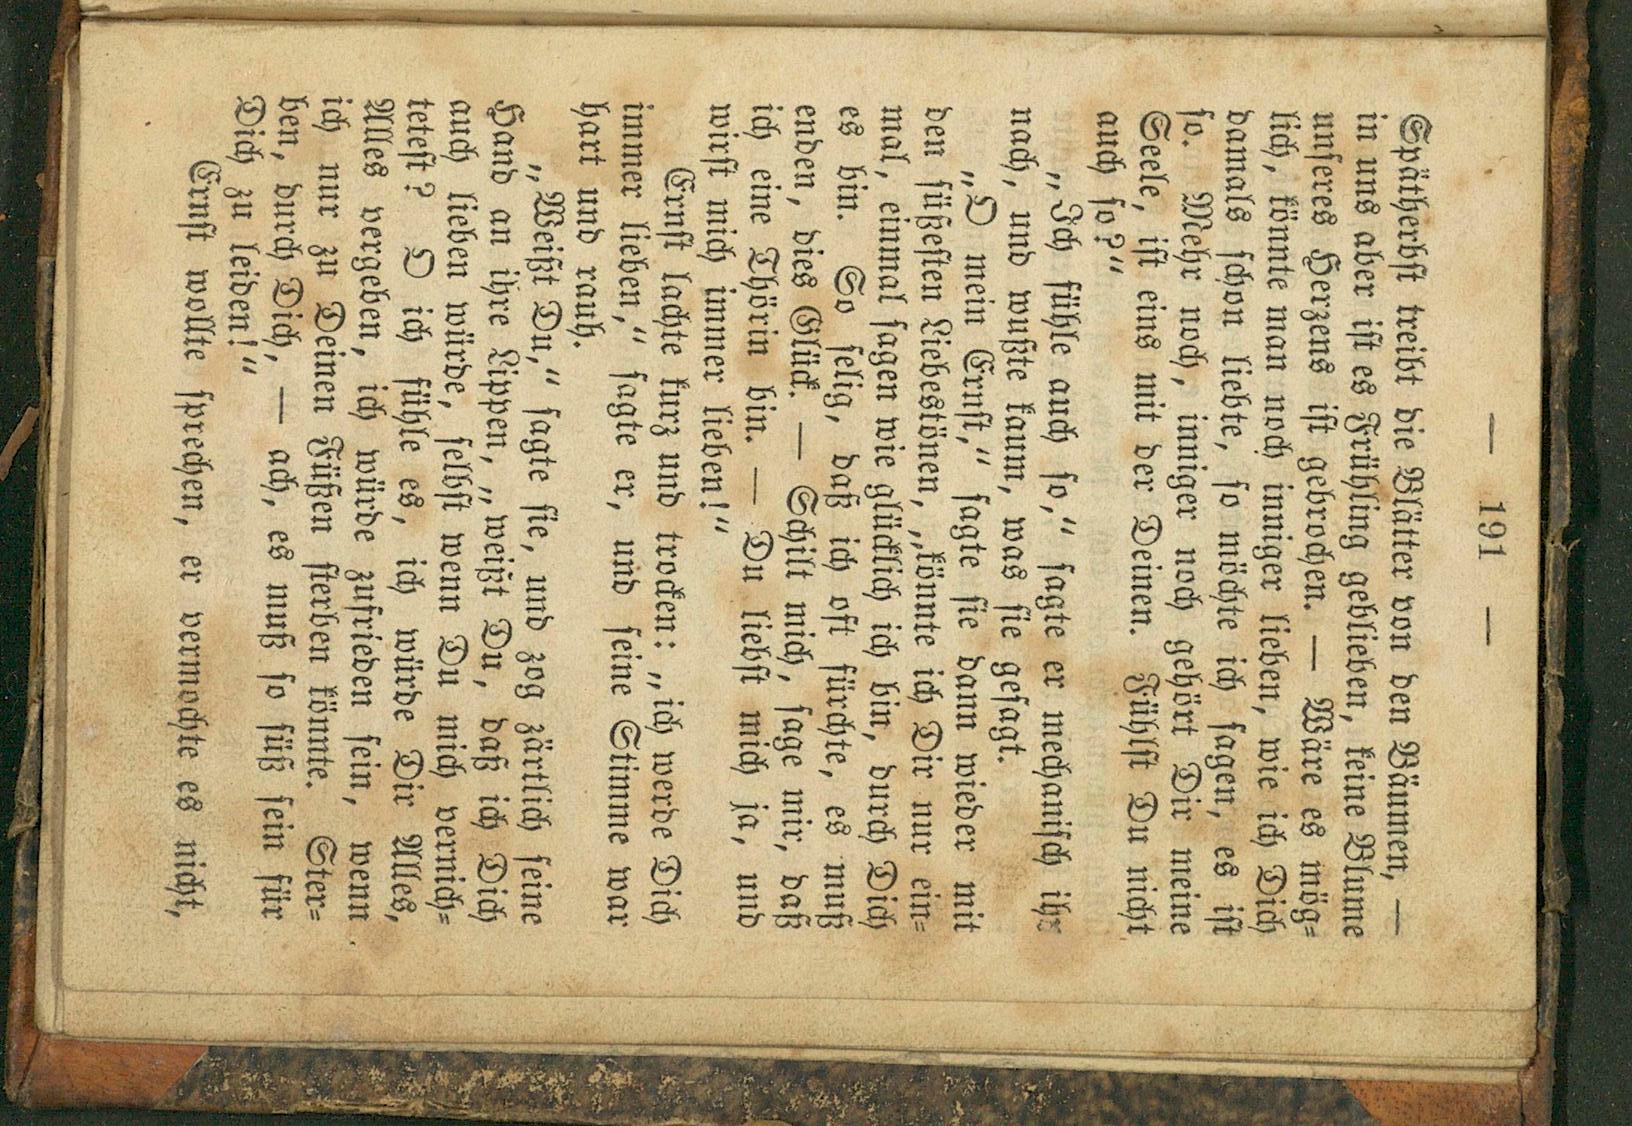 — 191 —
Spätherbst treibt die Blätter von den Bäumen, —
in uns aber ist es Frühling geblieben, keine Blume
unseres Herzens ist gebrochen. — Wäre es mög-
lich, könnte man noch inniger lieben, wie ich Dich
damals schon liebte, so möchte ich sagen, es ist
so. Mehr noch, inniger noch gehört Dir meine
Seele, ist eins mit der Deinen. Fühlst Du nicht
auch so?“
„Ich fühle auch so,“ sagte er mechanisch ihr
nach, und wußte kaum, was sie gesagt.
„O mein Ernst,“ sagte sie dann wieder mit
den süßesten Liebestönen, „könnte ich Dir nur ein-
mal, einmal sagen wie glücklich ich bin, durch Dich
es bin. So selig, daß ich oft fürchte, es muß
enden, dies Glück. — Schilt mich, sage mir, daß
ich eine Thörin bin. — Du liebst mich ja, und
wirst mich immer lieben!“
Ernst lachte kurz und trocken: „ich werde Dich
immer lieben,“ sagte er, und seine Stimme war
hart und rauh.
„Weißt Du,“ sagte sie, und zog zärtlich seine
Hand an ihre Lippen, „weißt Du, daß ich Dich
auch lieben würde, selbst wenn Du mich vernich-
tetest? O ich fühle es, ich würde Dir Alles,
Alles vergeben, ich würde zufrieden sein, wenn
ich nur zu Deinen Füßen sterben könnte. Ster-
ben, durch Dich, — ach, es muß so süß sein für
Dich zu leiden!“
Ernst wollte sprechen, er vermochte es nicht,